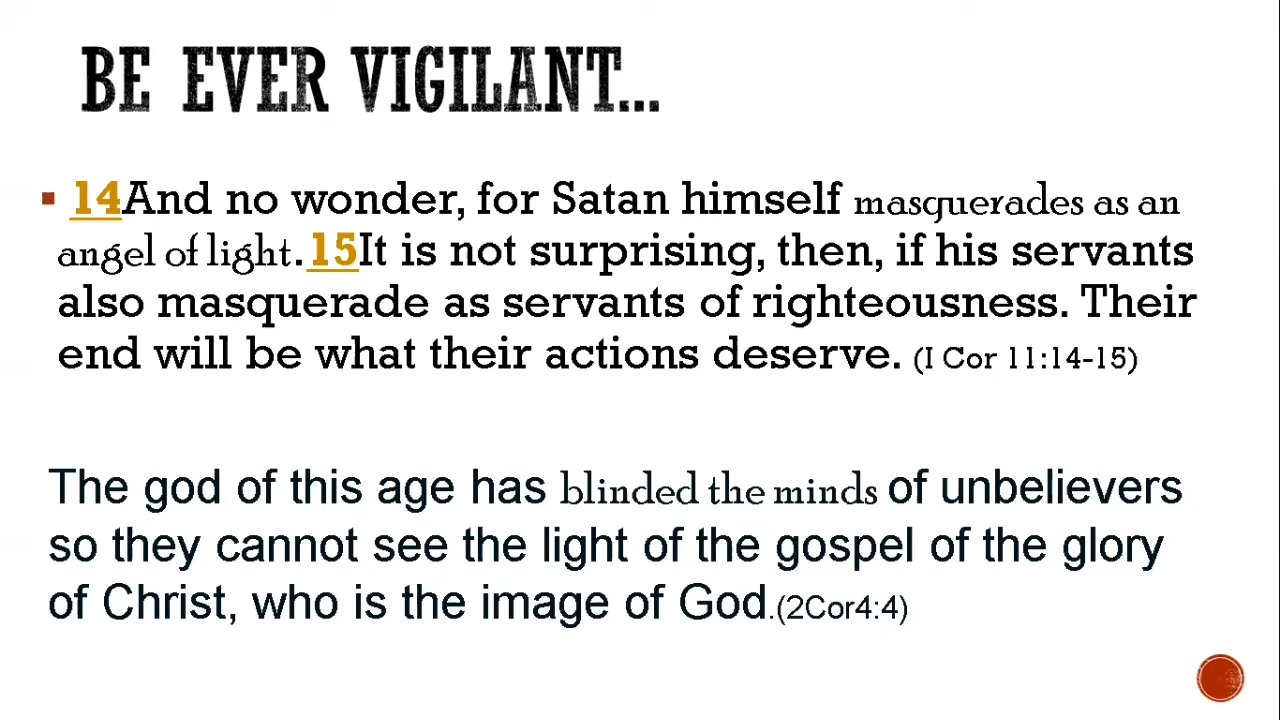 BE EVER VIGILANT...
14And no wonder, for Satan himself masquerades as an
angel of light.15It is not surprising, then, if his servants
also masquerade as servants of righteousness. Their
end will be what their actions deserve. (I Cor 11:14-15)
The god of this age has blinded the minds of unbelievers
so they cannot see the light of the gospel of the glory
of Christ, who is the image of God.(2Cor4:4)